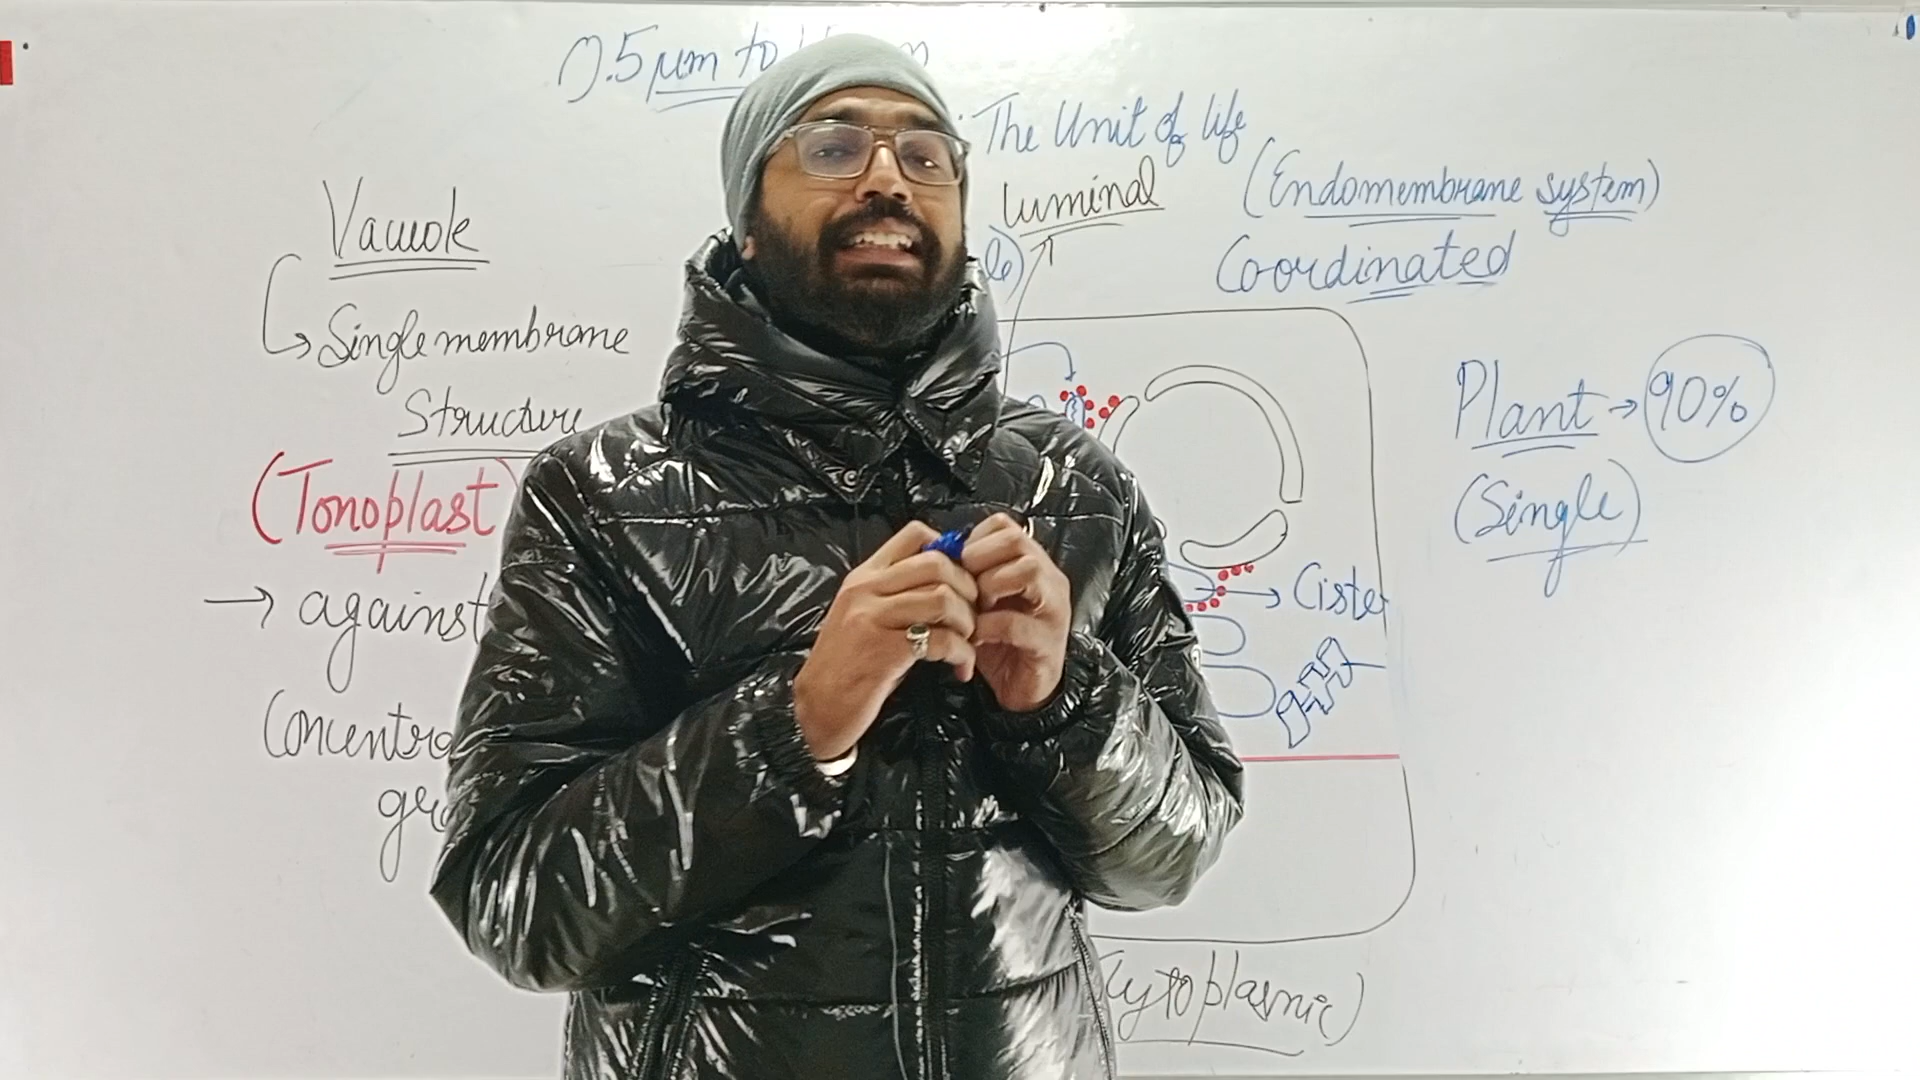 0.5 μm to
The Unit of life
Luminal
(Endomembrane system)
Coordinated
Vacuole
Single membrane
Structure
(Tonoplast)
→ against
Plant → 90%
(Single)
→ Cister
(Cytoplasmic)